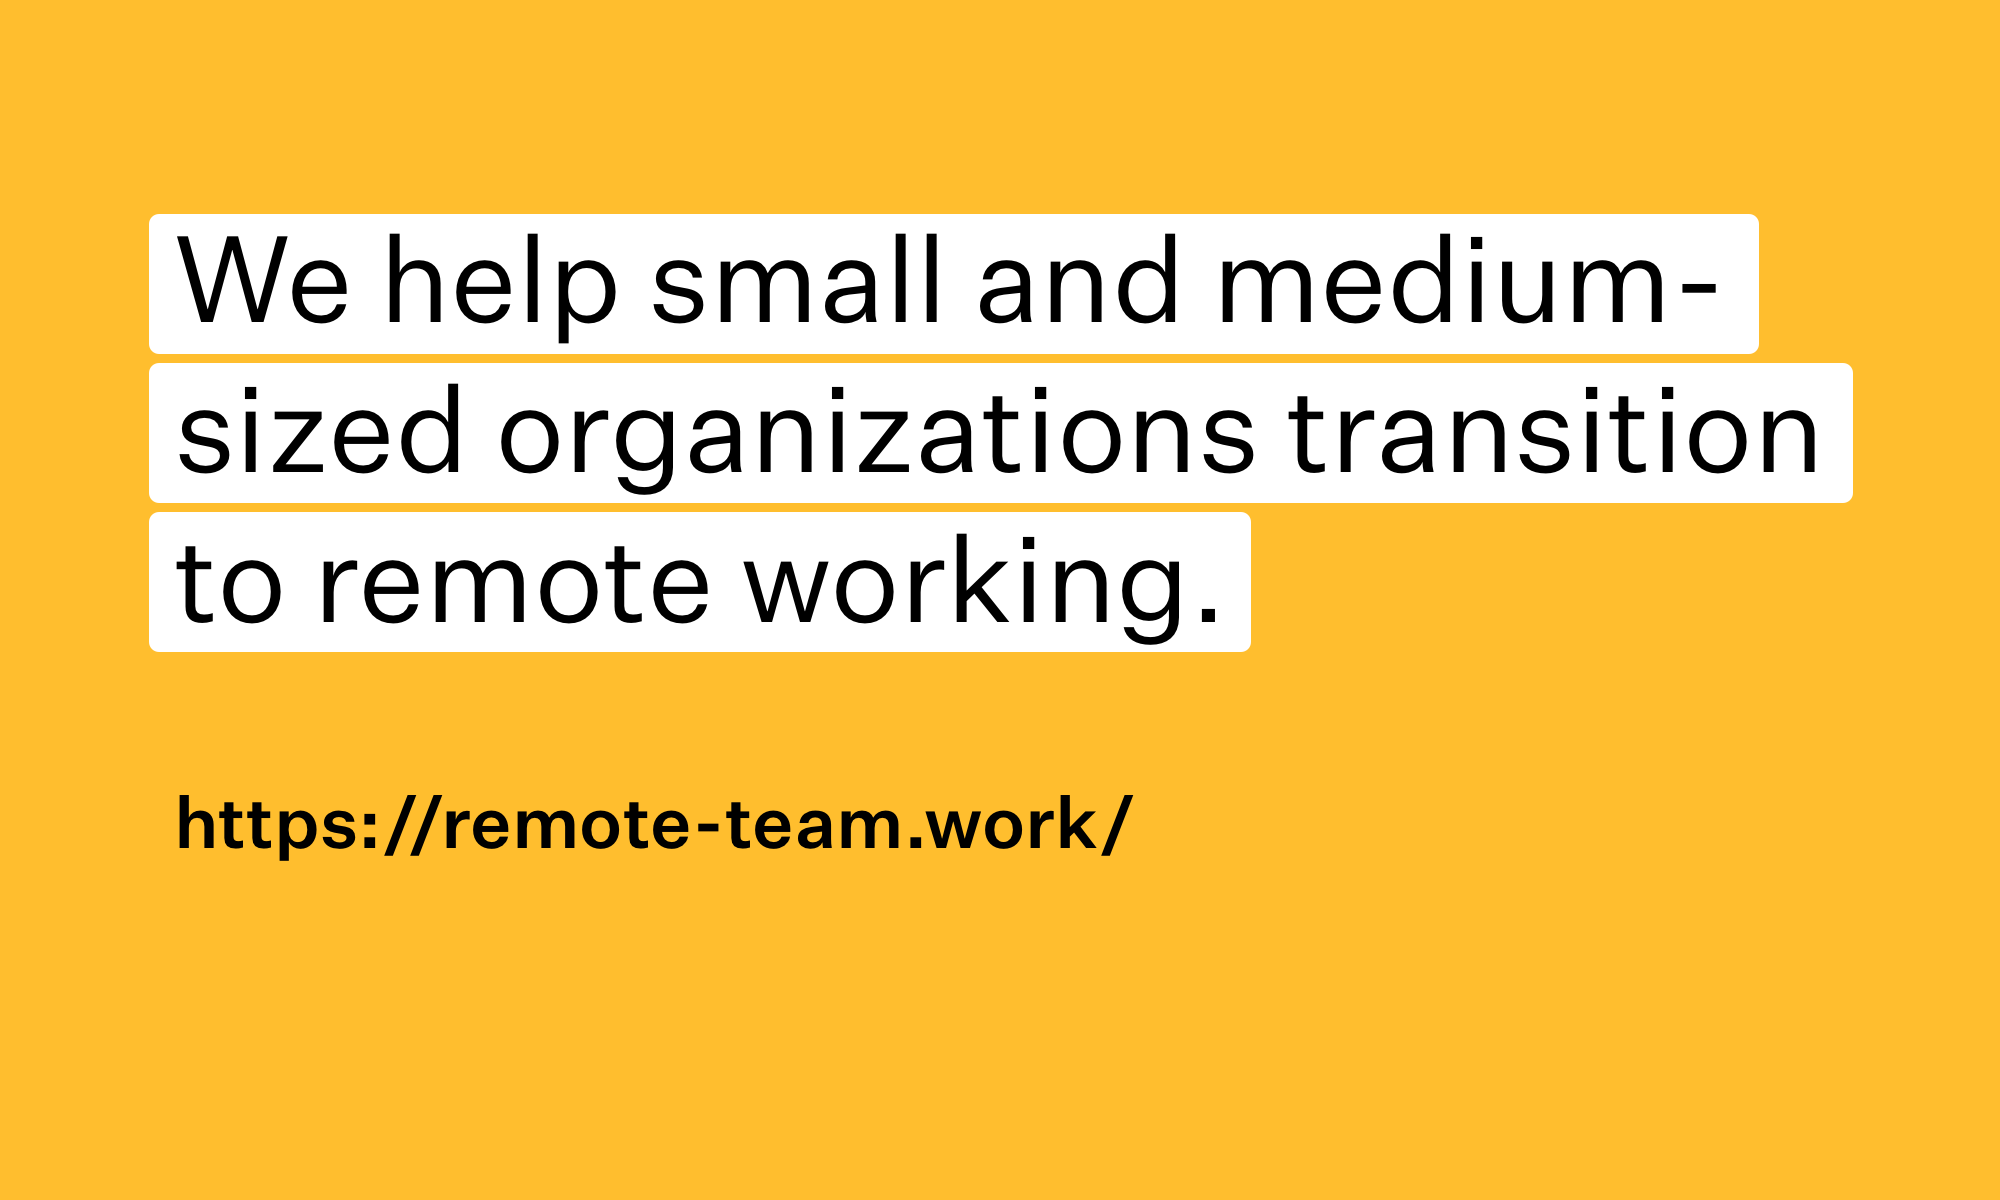 We help small and medium-
sized organizations transition
to remote working.
https://remote-team.work/